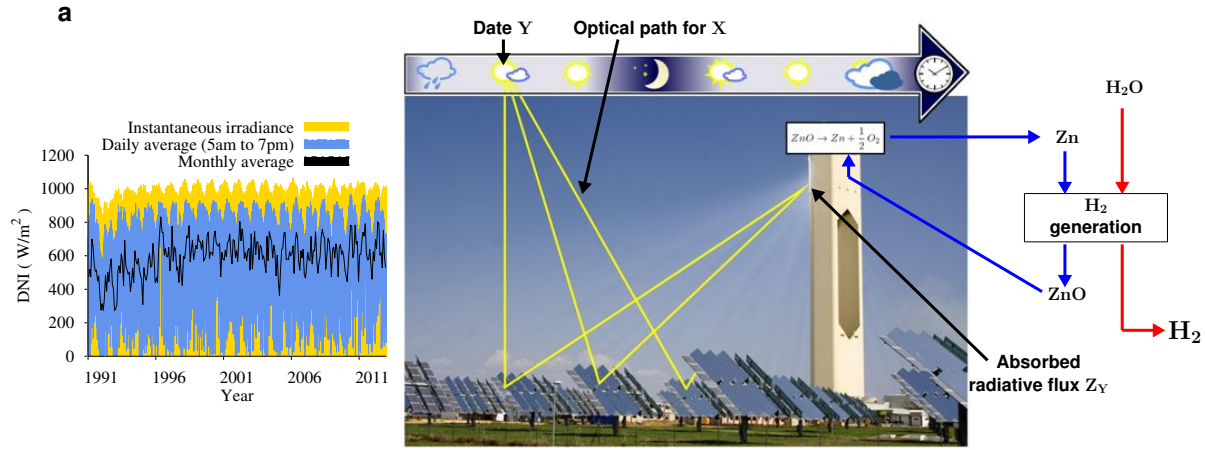 a
Date Y
Optical path for X
Instantaneous irradiance
Daily average (5am to 7pm)
Monthly average
DNI ( W/m²)
1200
1000
800
600
400
200
0
1991
1996
2001
2006
2011
Year
ZnO → Zn + 1/2 O₂
H₂O
Zn
H₂
generation
ZnO
H₂
Absorbed
radiative flux Z_Y